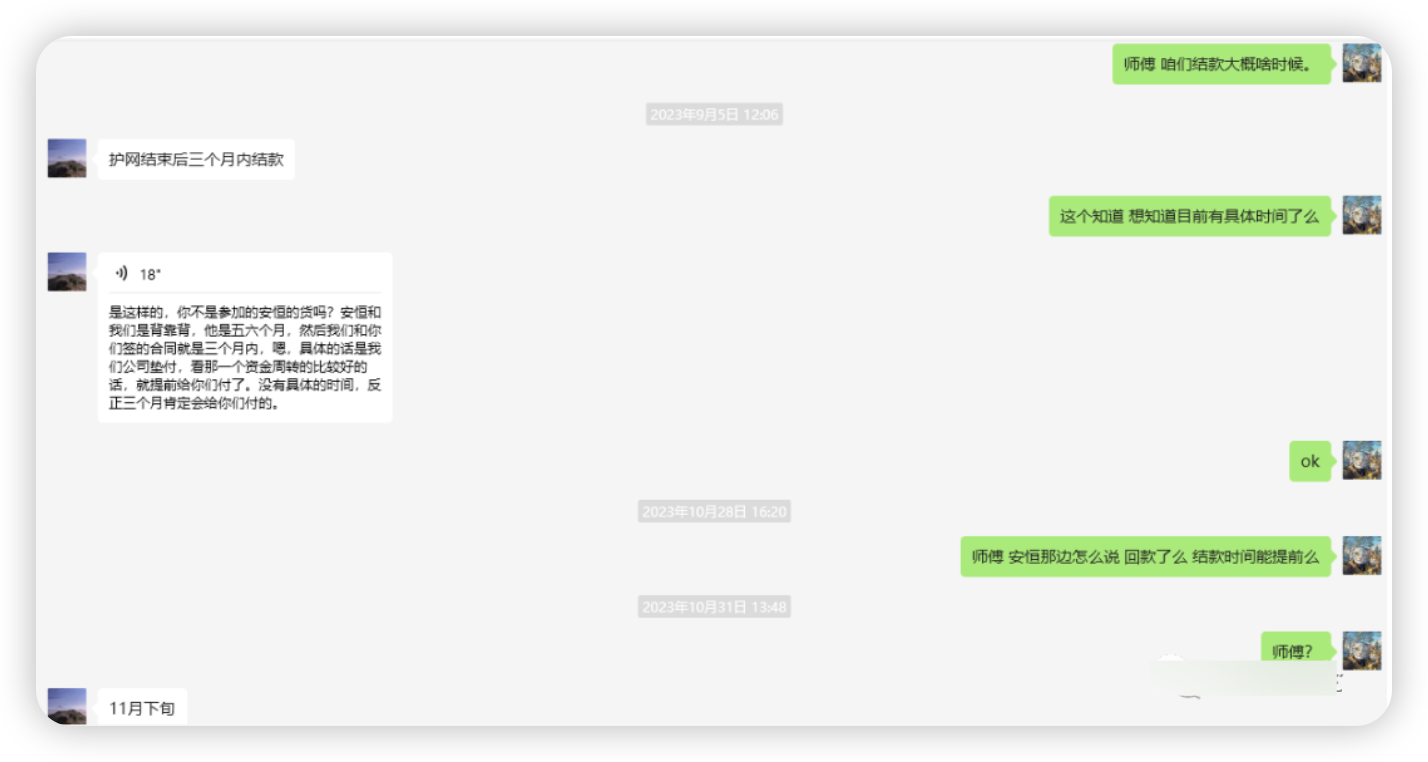 师傅 咱们结款大概啥时候。
2023年9月5日 12:06
护网结束后三个月内结款
这个知道 想知道目前有具体时间了么
18"
是这样的，你不是参加的安恒的货吗？安恒和
我们是背靠背，他是五六个月，然后我们和你
们签的合同就是三个月内，嗯，具体的话是我
们公司垫付，看那一个资金周转的比较好的
话，就提前给你们付了。没有具体的时间，反
正三个月肯定会给你们付的。
ok
2023年10月28日 16:20
师傅 安恒那边怎么说 回款了么 结款时间能提前么
2023年10月31日 13:48
师傅？
11月下旬